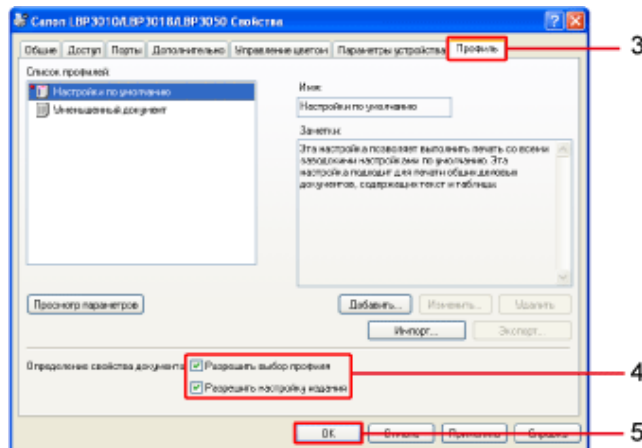 Canon LBP3010/LBP3018/LBP3050 Свойства
Общие Доступ Порты Дополнительно Управление цветом Параметры устройства Профиль
3
Список профилей:
Настройки по умолчанию
Уменьшенный документ
Имя:
Настройки по умолчанию
Заметки:
Эта настройка позволяет выполнить печать со всеми
заводскими настройками по умолчанию. Эта
настройка подходит для печати общих деловых
документов, содержащих текст и таблицы.
Просмотр параметров
Добавить... Изменить... Удалить
Импорт... Экспорт...
Определение свойства документа
Разрешить выбор профиля
4
Разрешить настройку издания
OK Отмена Применить Справка
5